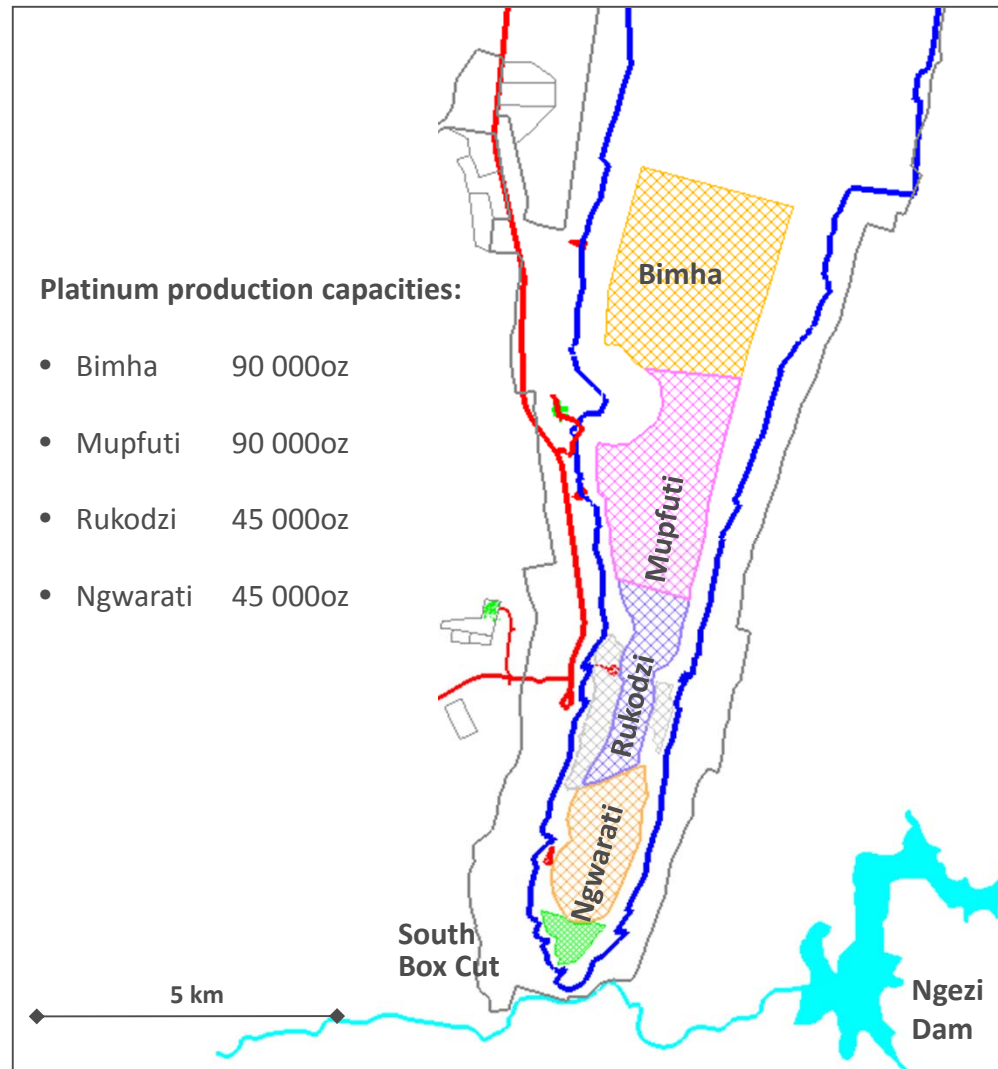 Platinum production capacities:
• Bimha 90 000oz
• Mupfuti 90 000oz
• Rukodzi 45 000oz
• Ngwarati 45 000oz
Bimha
Mupfuti
Rukodzi
Ngwarati
South
Box Cut
5 km
Ngezi
Dam